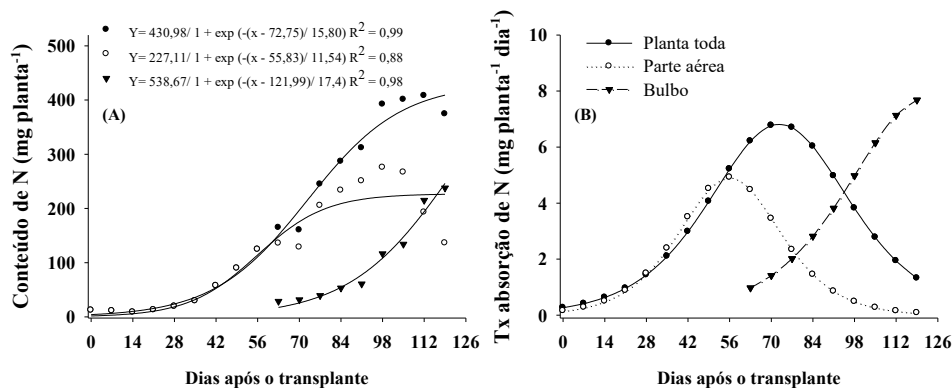 Y= 430,98/ 1 + exp (-(x - 72,75)/ 15,80) R² = 0,99
Y= 227,11/ 1 + exp (-(x - 55,83)/ 11,54) R² = 0,88
Y= 538,67/ 1 + exp (-(x - 121,99)/ 17,4) R² = 0,98
(A)
Conteúdo de N (mg planta⁻¹)
500
400
300
200
100
0
0 14 28 42 56 70 84 98 112 126
Dias após o transplante
Planta toda
Parte aérea
Bulbo
(B)
Tx absorção de N (mg planta⁻¹ dia⁻¹)
10
8
6
4
2
0
0 14 28 42 56 70 84 98 112 126
Dias após o transplante